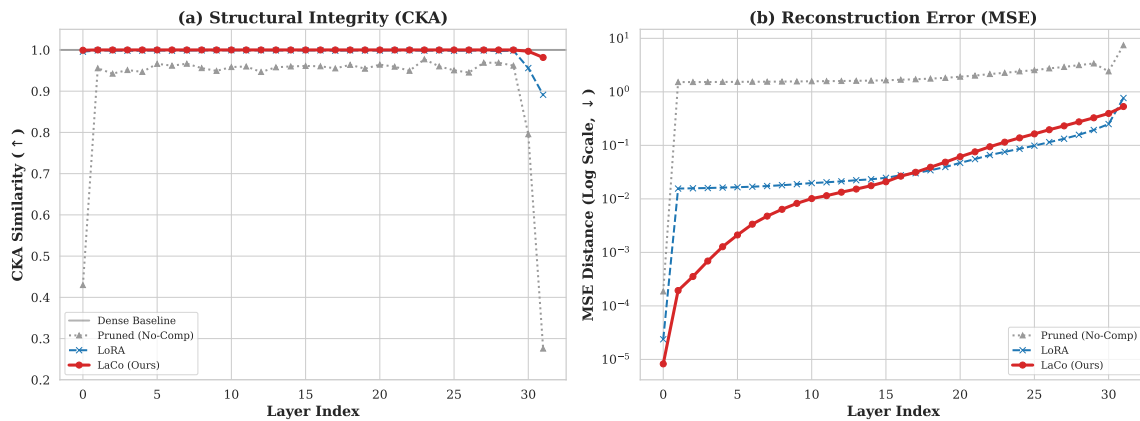 (a) Structural Integrity (CKA)
CKA Similarity (↑)
1.0
0.9
0.8
0.7
0.6
0.5
0.4
0.3
0.2
0
5
10
15
20
25
30
Layer Index
Dense Baseline
Pruned (No-Comp)
LoRA
LaCo (Ours)
(b) Reconstruction Error (MSE)
MSE Distance (Log Scale, ↓)
10¹
10⁰
10⁻¹
10⁻²
10⁻³
10⁻⁴
10⁻⁵
0
5
10
15
20
25
30
Layer Index
Pruned (No-Comp)
LoRA
LaCo (Ours)